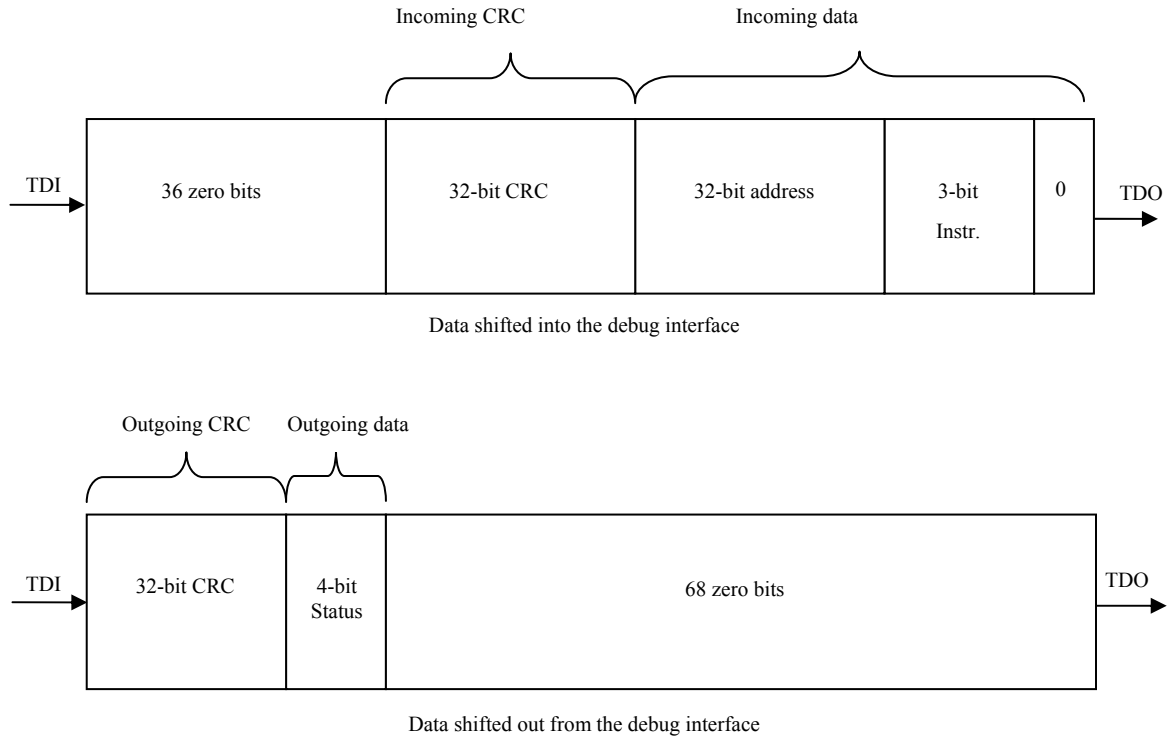 Incoming CRC
Incoming data
TDI
36 zero bits
32-bit CRC
32-bit address
3-bit
Instr.
0
TDO
Data shifted into the debug interface
Outgoing CRC
Outgoing data
TDI
32-bit CRC
4-bit
Status
68 zero bits
TDO
Data shifted out from the debug interface